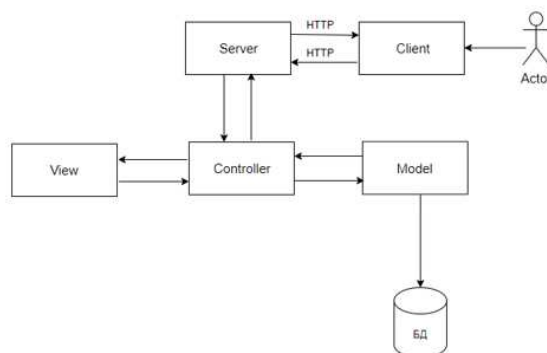 HTTP
Server
Client
HTTP
Acto
View
Controller
Model
БД